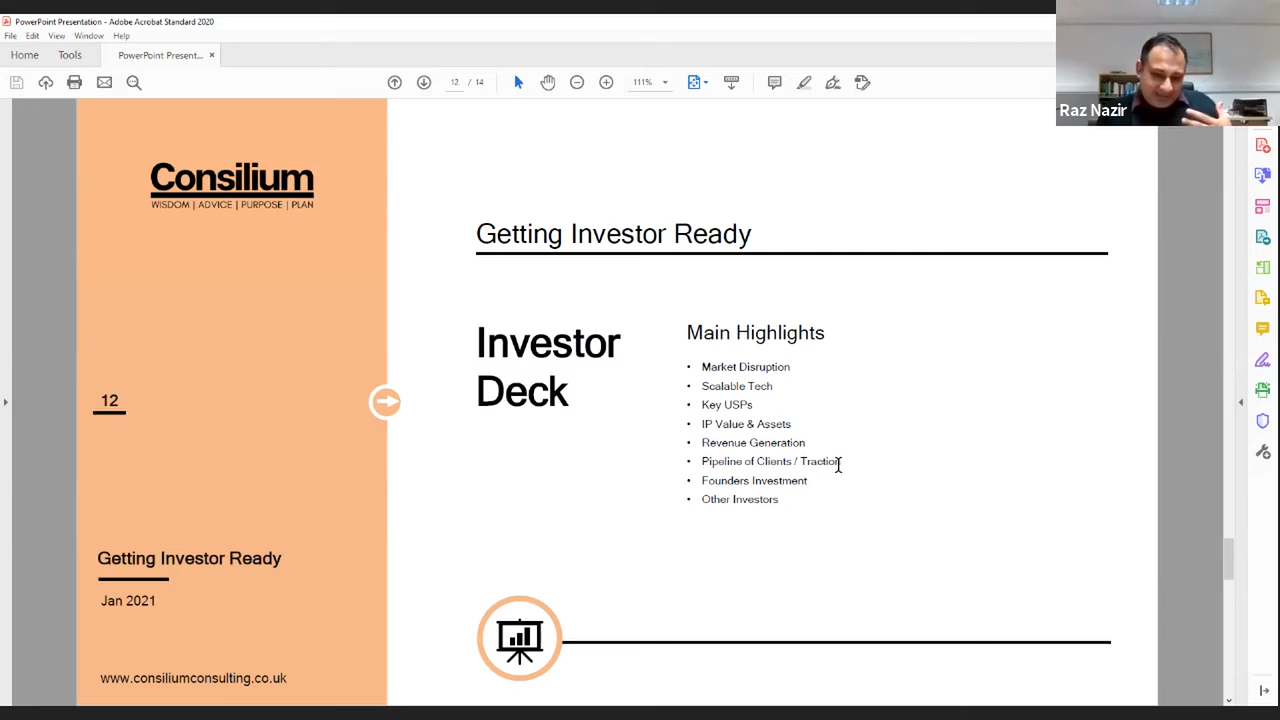 PowerPoint Presentation - Adobe Acrobat Standard 2020
File Edit View Window Help
Home Tools PowerPoint Present... ×
12 / 14 111%
Raz Nazir
Consilium
WISDOM | ADVICE | PURPOSE | PLAN
12
Getting Investor Ready
Jan 2021
www.consiliumconsulting.co.uk
Getting Investor Ready
Investor
Deck
Main Highlights
• Market Disruption
• Scalable Tech
• Key USPs
• IP Value & Assets
• Revenue Generation
• Pipeline of Clients / Traction
• Founders Investment
• Other Investors